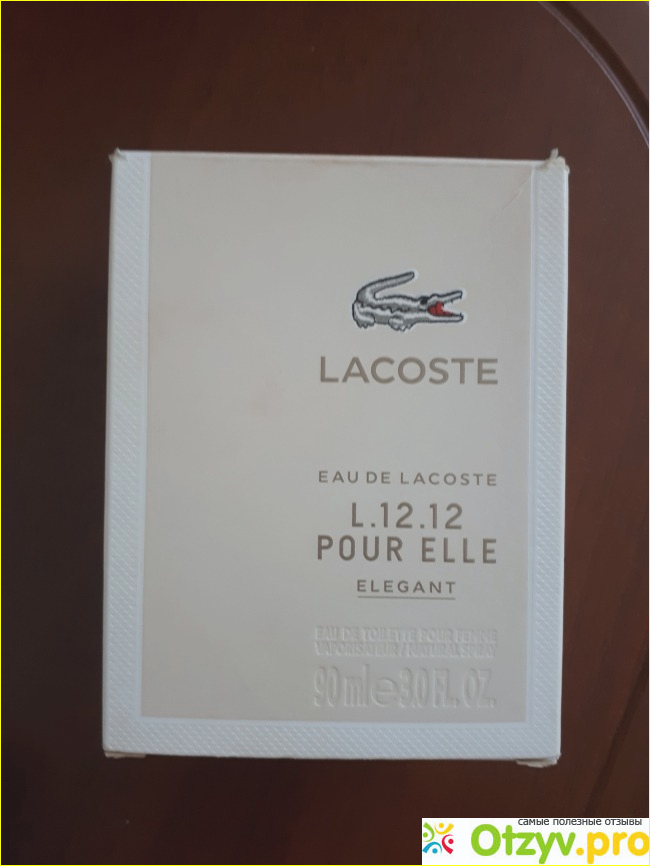 LACOSTE
EAU DE LACOSTE
L.12.12
POUR ELLE
ELEGANT
EAU DE TOILETTE POUR FEMME
VAPORISATEUR / NATURAL SPRAY
90 ml e 3.0 FL. OZ.
самые полезные отзывы
Otzyv.pro